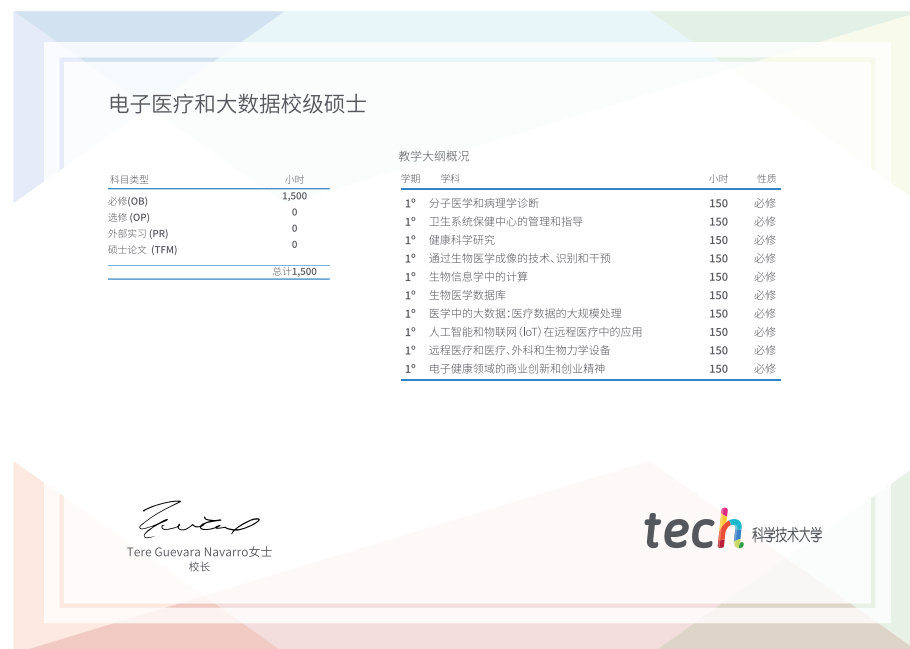 电子医疗和大数据校级硕士
科目类型 小时
必修(OB) 1,500
选修 (OP) 0
外部实习 (PR) 0
硕士论文 (TFM) 0
总计1,500
教学大纲概况
学期 学科 小时 性质
1º 分子医学和病理学诊断 150 必修
1º 卫生系统保健中心的管理和指导 150 必修
1º 健康科学研究 150 必修
1º 通过生物医学成像的技术、识别和干预 150 必修
1º 生物信息学中的计算 150 必修
1º 生物医学数据库 150 必修
1º 医学中的大数据：医疗数据的大规模处理 150 必修
1º 人工智能和物联网（IoT）在远程医疗中的应用 150 必修
1º 远程医疗和医疗、外科和生物力学设备 150 必修
1º 电子健康领域的商业创新和创业精神 150 必修
Tere Guevara Navarro女士
校长
tech 科学技术大学